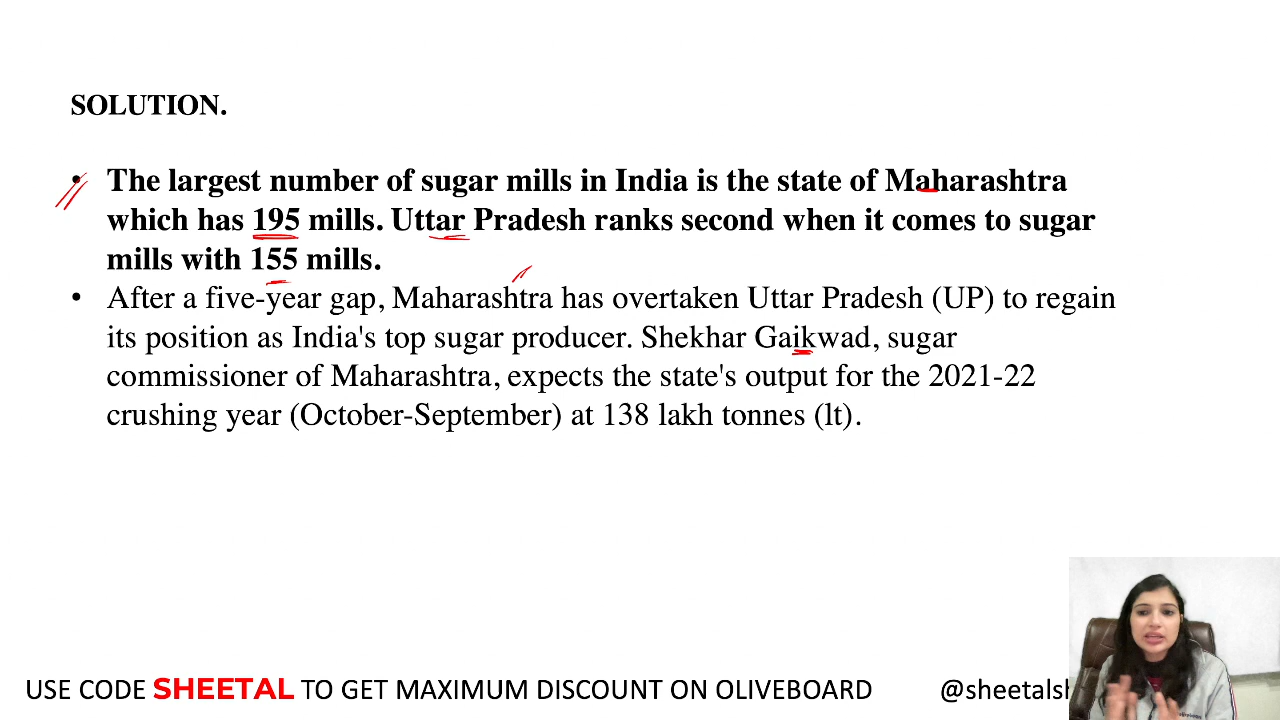 SOLUTION.
• The largest number of sugar mills in India is the state of Maharashtra
which has 195 mills. Uttar Pradesh ranks second when it comes to sugar
mills with 155 mills.
• After a five-year gap, Maharashtra has overtaken Uttar Pradesh (UP) to regain
its position as India's top sugar producer. Shekhar Gaikwad, sugar
commissioner of Maharashtra, expects the state's output for the 2021-22
crushing year (October-September) at 138 lakh tonnes (lt).
USE CODE SHEETAL TO GET MAXIMUM DISCOUNT ON OLIVEBOARD